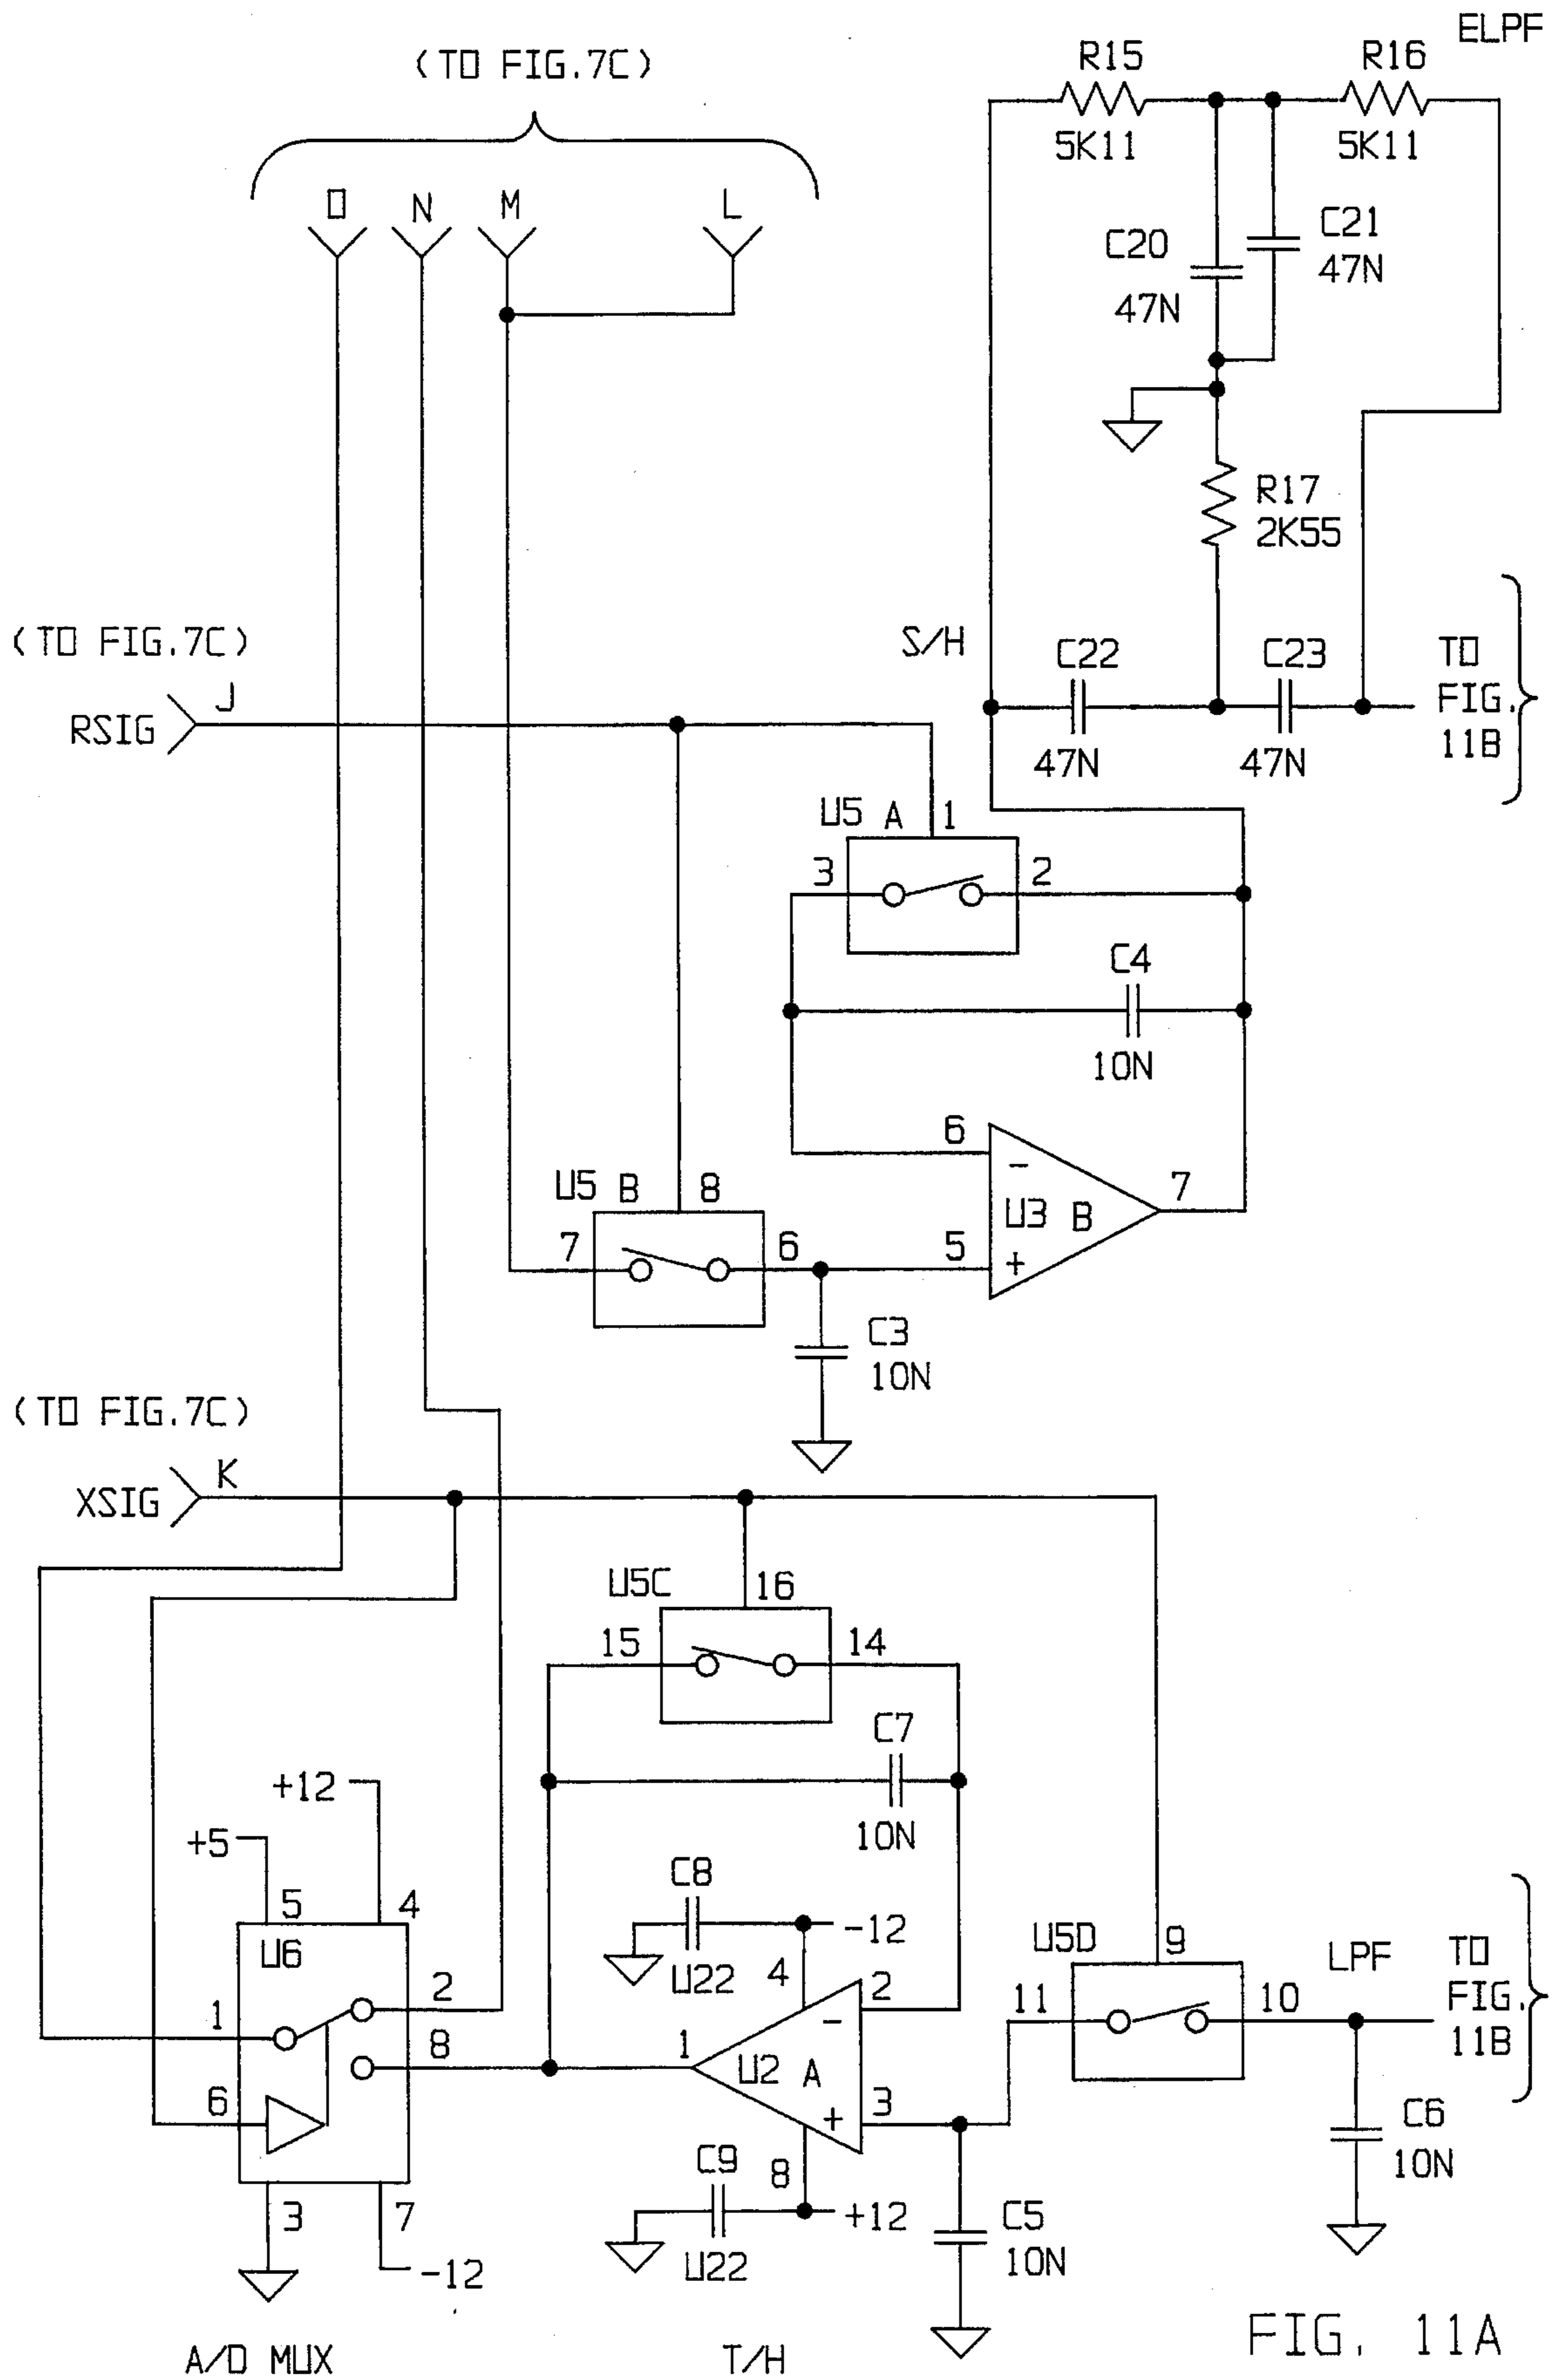 ELPF
(TO FIG.7C)
R15
R16
5K11
5K11
O N M L
C20
47N
C21
47N
R17
2K55
(TO FIG.7C)
J
RSIG
S/H
C22
47N
C23
47N
TO
FIG.
11B
U5 A 1
3 2
C4
10N
6
-
U3 B
7
5
+
U5 B 8
7 6
C3
10N
(TO FIG.7C)
K
XSIG
U5C 16
15 14
C7
10N
+12
+5
5 4
U6
1 2
8
6
3 7
-12
C8
U22
-12
4
2
-
1
U2 A
3
+
8
C9
U22
+12
C5
10N
U5D 9
11 10
LPF
TO
FIG.
11B
C6
10N
A/D MUX
T/H
FIG. 11A